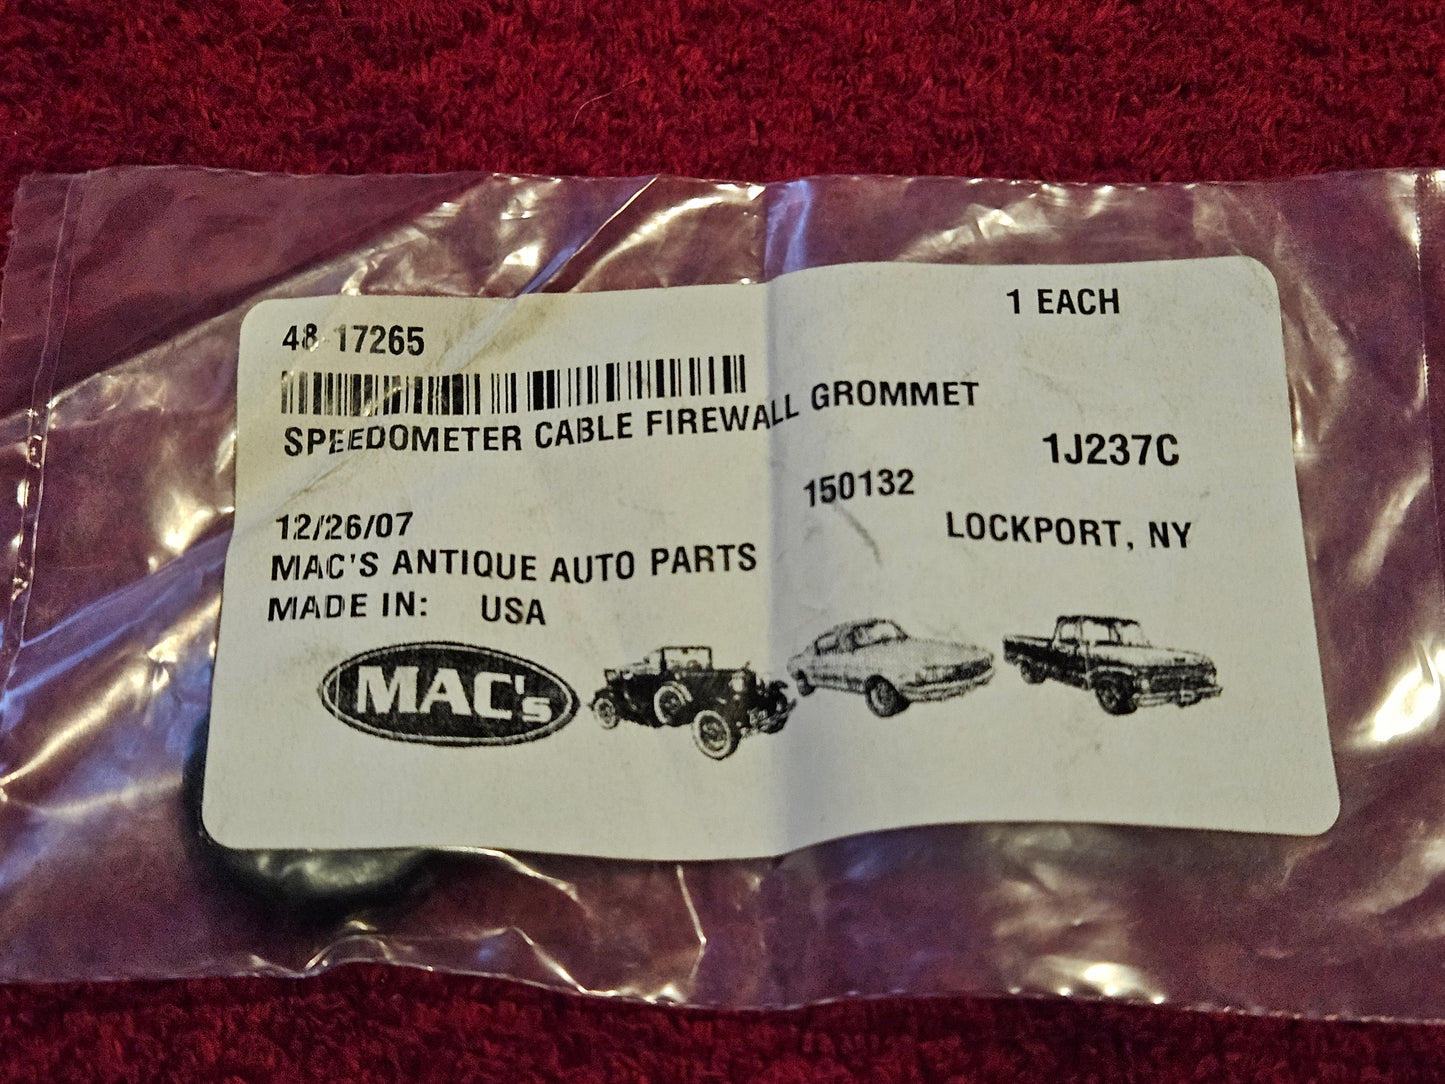 48-17265
1 EACH
SPEEDOMETER CABLE FIREWALL GROMMET
1J237C
150132
12/26/07
LOCKPORT, NY
MAC'S ANTIQUE AUTO PARTS
MADE IN: USA
MAC's